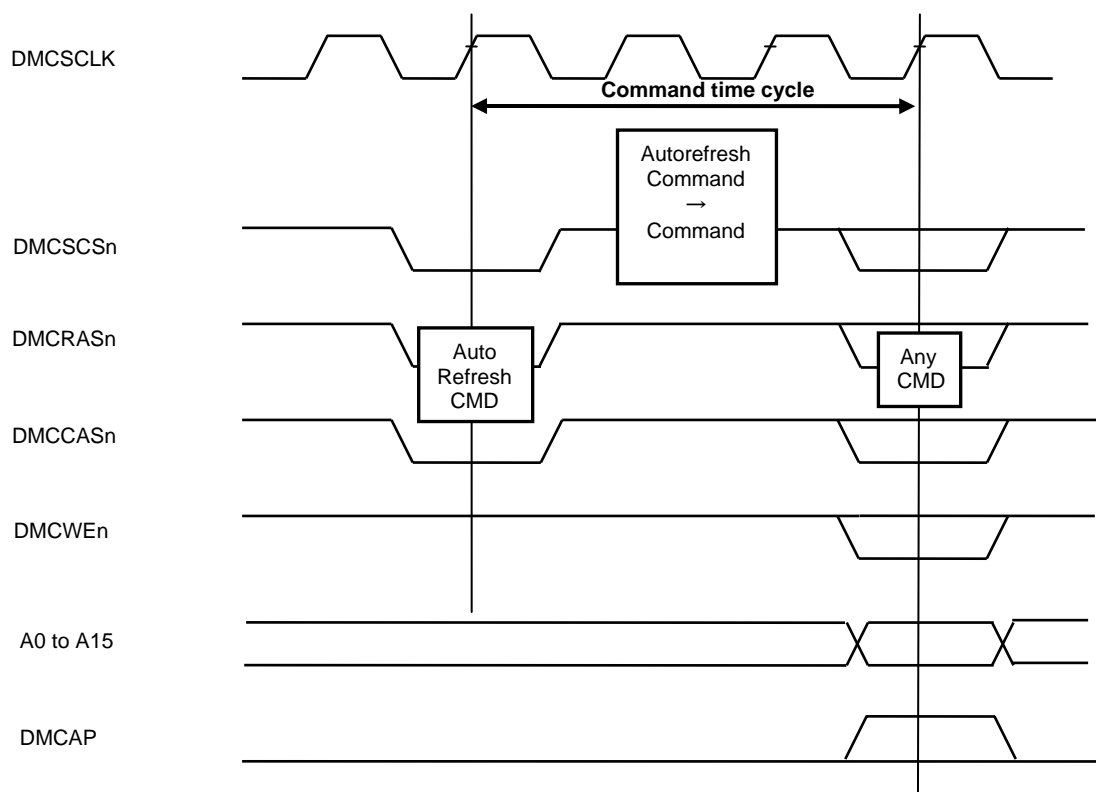 DMCSCLK
Command time cycle
Autorefresh
Command
→
Command
DMCSCSn
DMCRASn
Auto
Refresh
CMD
Any
CMD
DMCCASn
DMCWEn
A0 to A15
DMCAP